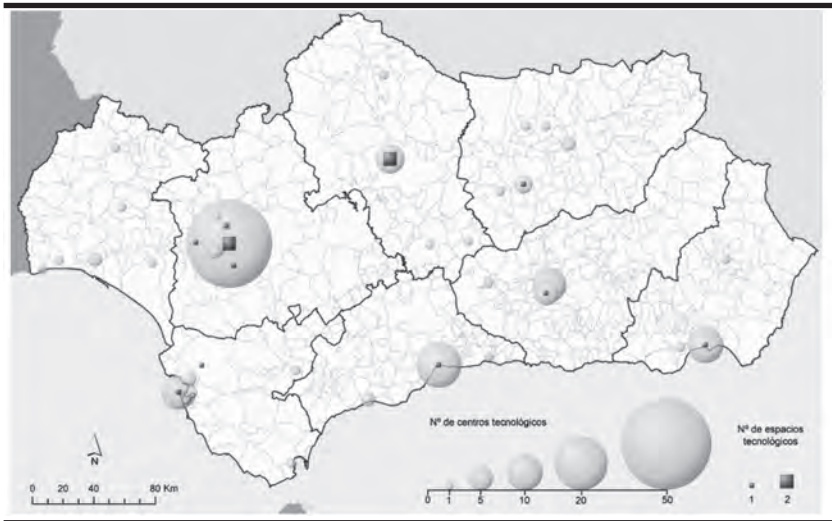 Nº de centros tecnológicos
0 1 5 10 20 50
Nº de espacios
tecnológicos
1 2
N
0 20 40 60 80 Km